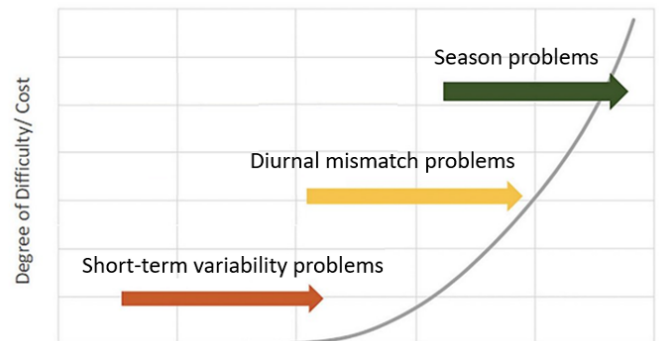 Season problems
Diurnal mismatch problems
Short-term variability problems
Degree of Difficulty/ Cost